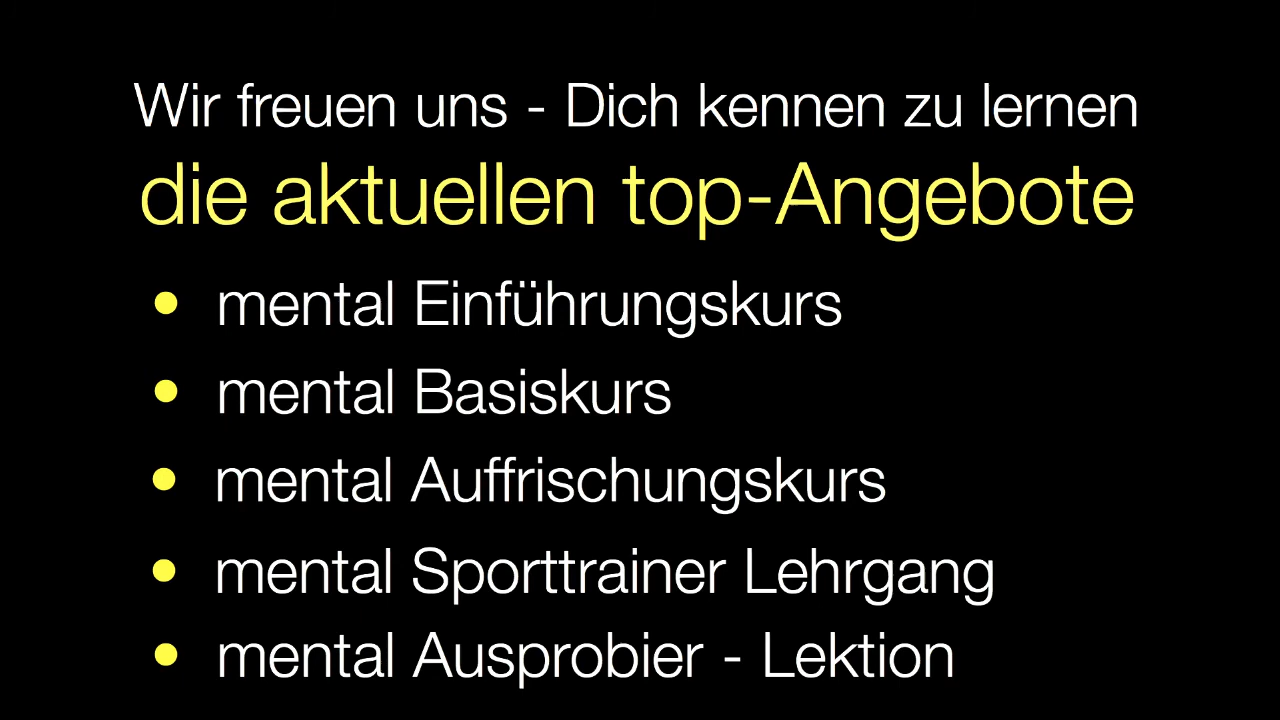 Wir freuen uns - Dich kennen zu lernen
die aktuellen top-Angebote
• mental Einführungskurs
• mental Basiskurs
• mental Auffrischungskurs
• mental Sporttrainer Lehrgang
• mental Ausprobier - Lektion